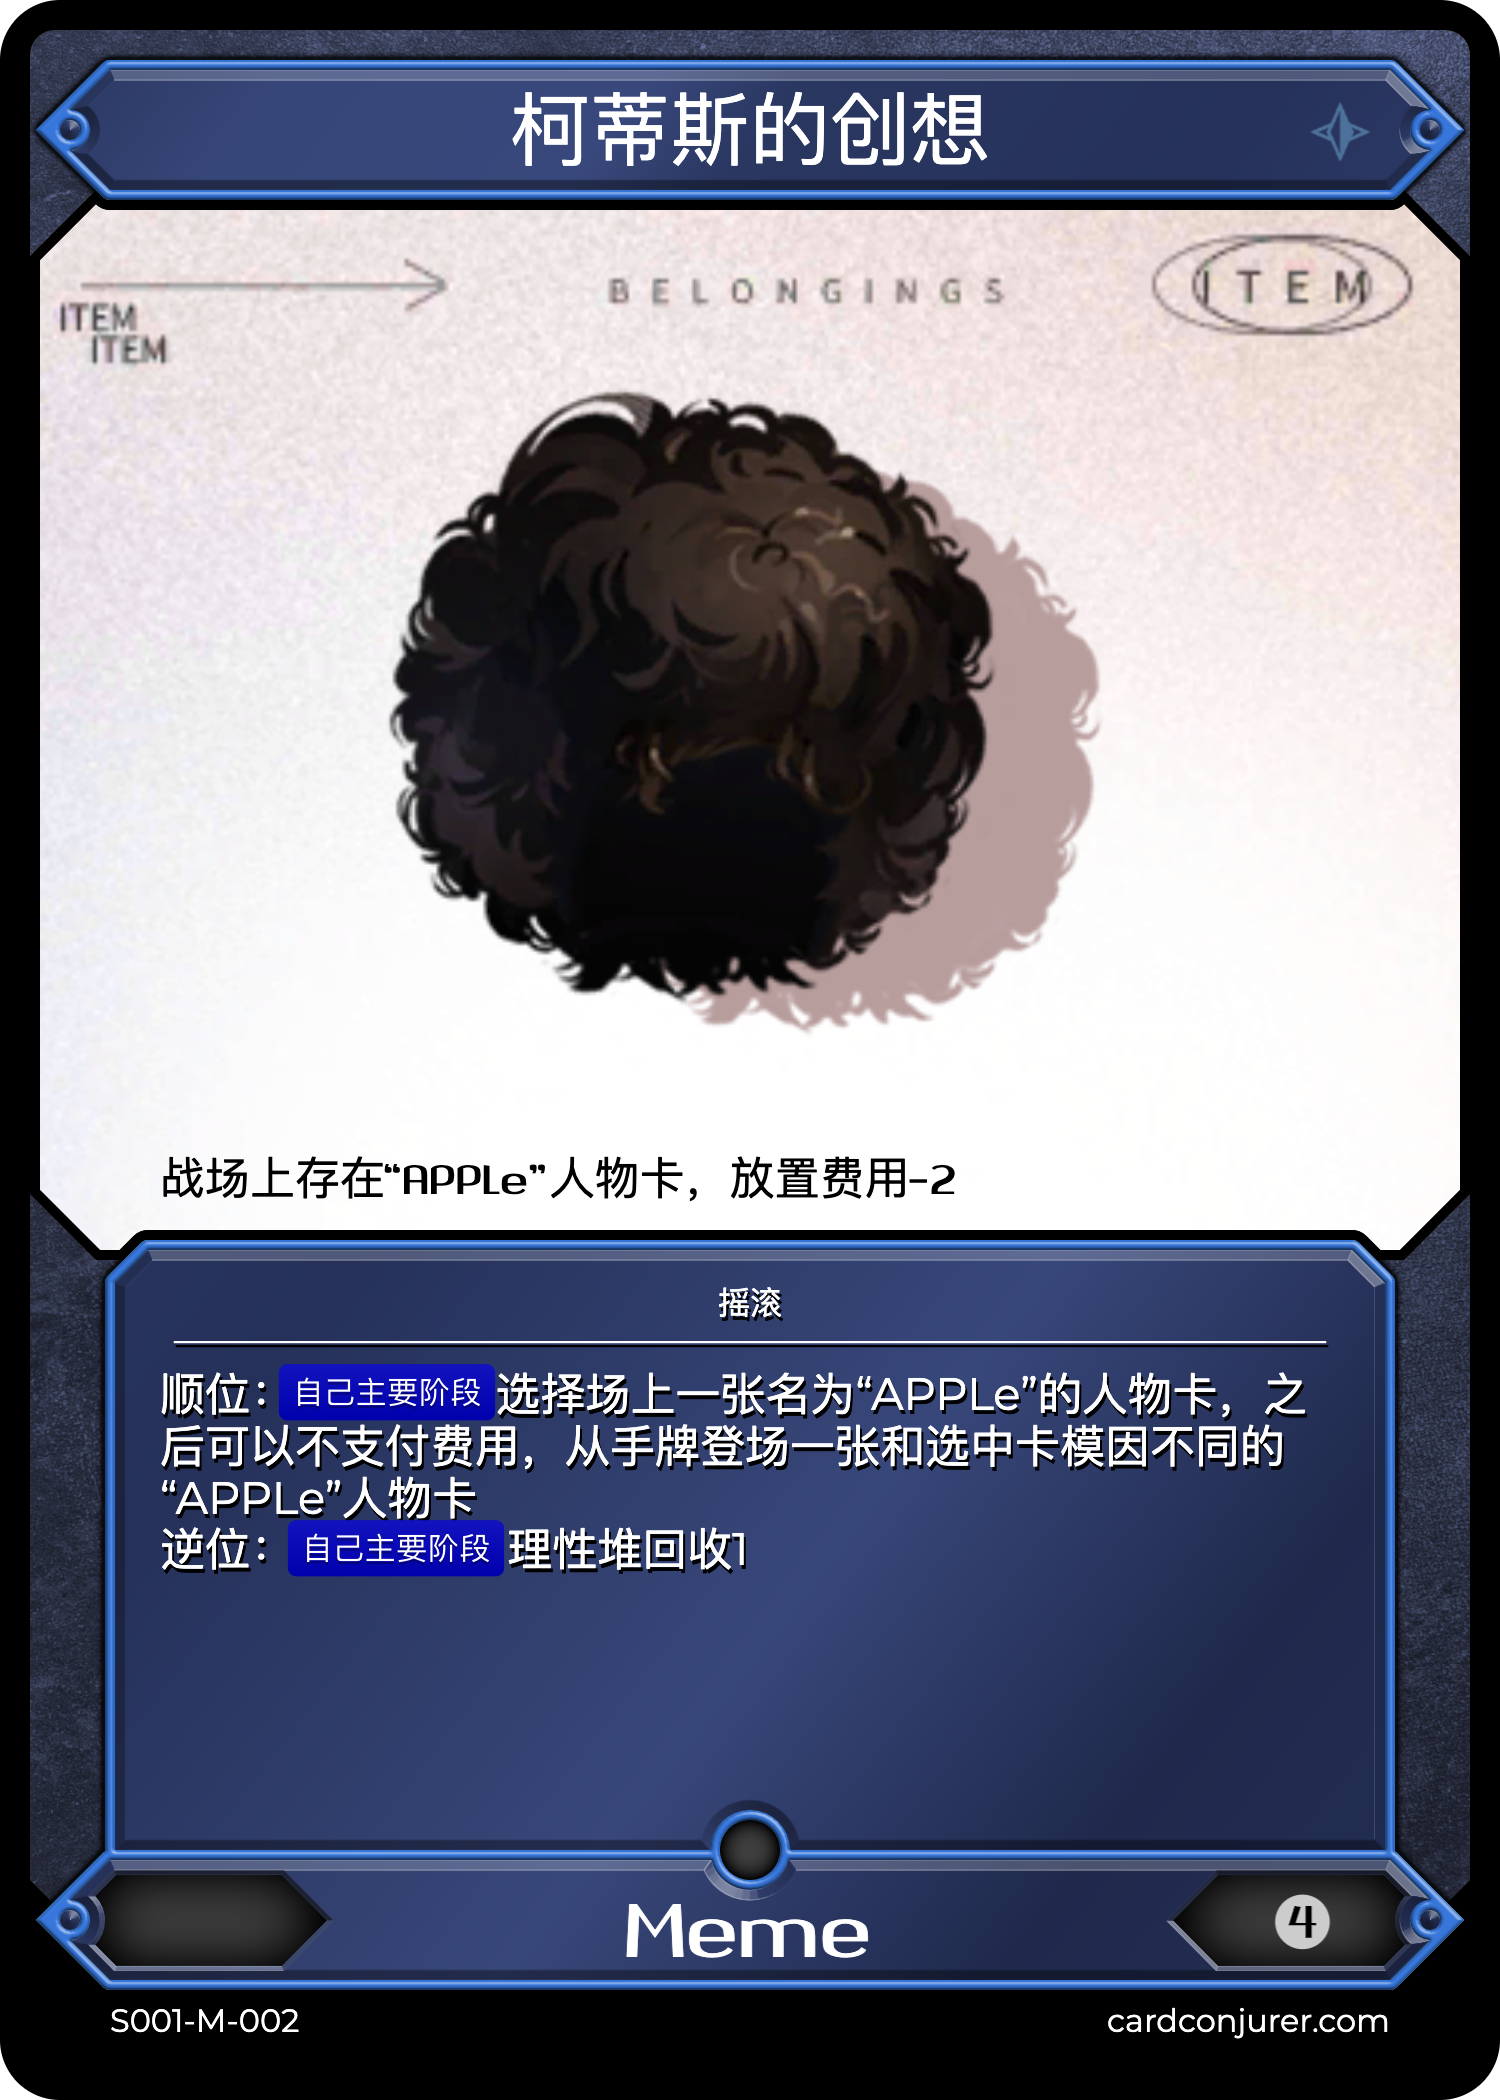 柯蒂斯的创想
BELONGINGS
ITEM
ITEM
ITEM
战场上存在“APPLe”人物卡，放置费用-2
摇滚
顺位：自己主要阶段选择场上一张名为“APPLe”的人物卡，之
后可以不支付费用，从手牌登场一张和选中卡模因不同的
“APPLe”人物卡
逆位：自己主要阶段理性堆回收1
Meme
4
S001-M-002
cardconjurer.com